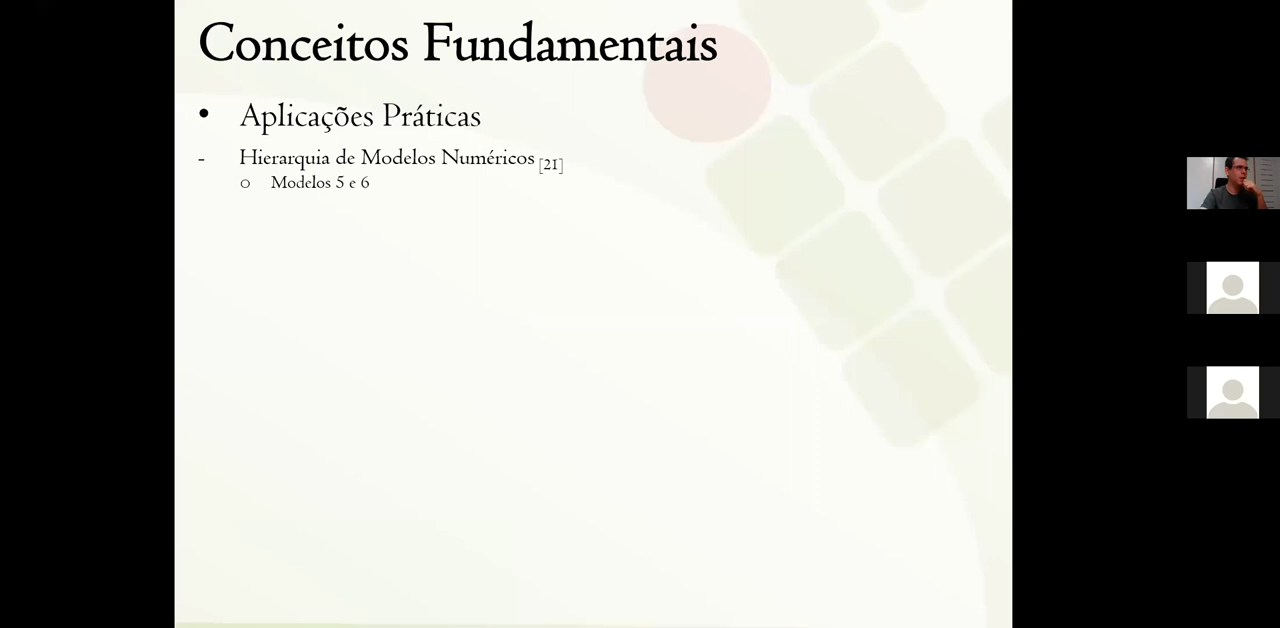 Conceitos Fundamentais
• Aplicações Práticas
- Hierarquia de Modelos Numéricos [21]
o Modelos 5 e 6